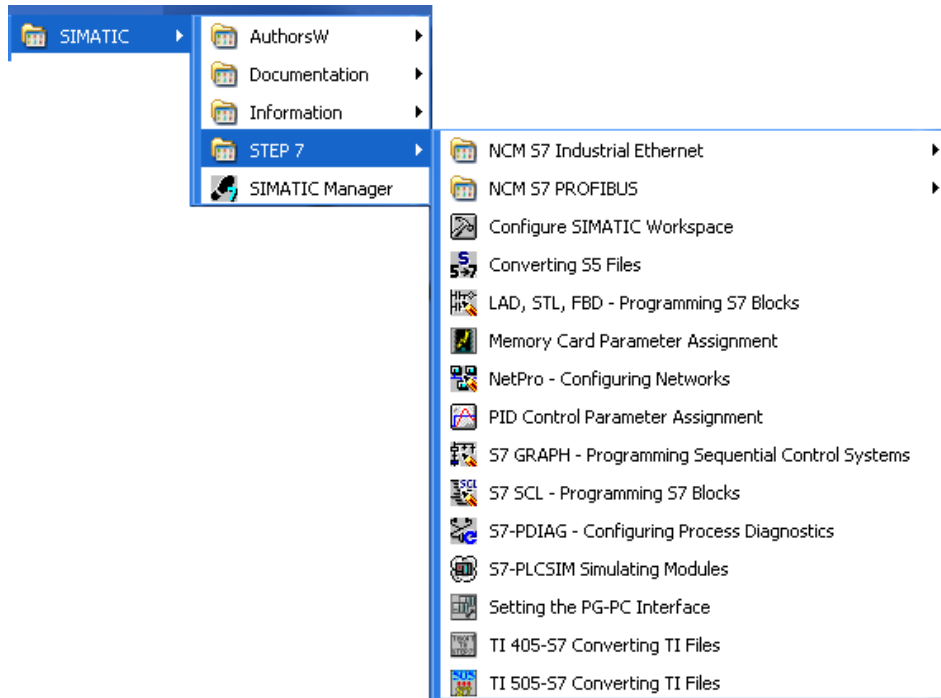 SIMATIC
AuthorsW
Documentation
Information
STEP 7
SIMATIC Manager
NCM S7 Industrial Ethernet
NCM S7 PROFIBUS
Configure SIMATIC Workspace
Converting S5 Files
LAD, STL, FBD - Programming S7 Blocks
Memory Card Parameter Assignment
NetPro - Configuring Networks
PID Control Parameter Assignment
S7 GRAPH - Programming Sequential Control Systems
S7 SCL - Programming S7 Blocks
S7-PDIAG - Configuring Process Diagnostics
S7-PLCSIM Simulating Modules
Setting the PG-PC Interface
TI 405-S7 Converting TI Files
TI 505-S7 Converting TI Files